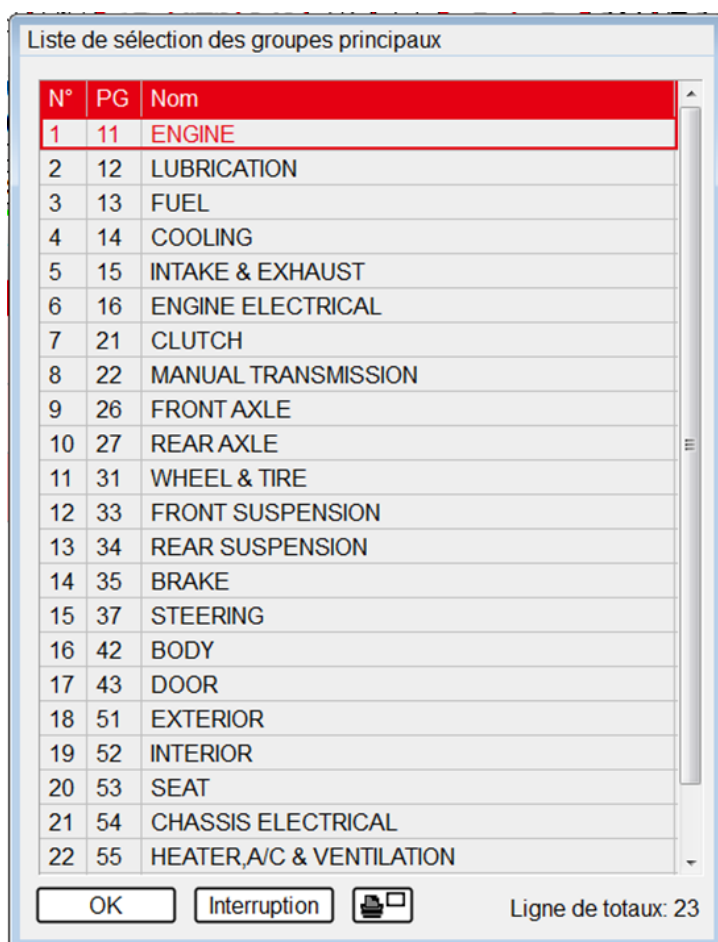 Liste de sélection des groupes principaux
N° PG Nom
1 11 ENGINE
2 12 LUBRICATION
3 13 FUEL
4 14 COOLING
5 15 INTAKE & EXHAUST
6 16 ENGINE ELECTRICAL
7 21 CLUTCH
8 22 MANUAL TRANSMISSION
9 26 FRONT AXLE
10 27 REAR AXLE
11 31 WHEEL & TIRE
12 33 FRONT SUSPENSION
13 34 REAR SUSPENSION
14 35 BRAKE
15 37 STEERING
16 42 BODY
17 43 DOOR
18 51 EXTERIOR
19 52 INTERIOR
20 53 SEAT
21 54 CHASSIS ELECTRICAL
22 55 HEATER,A/C & VENTILATION
OK Interruption Ligne de totaux: 23